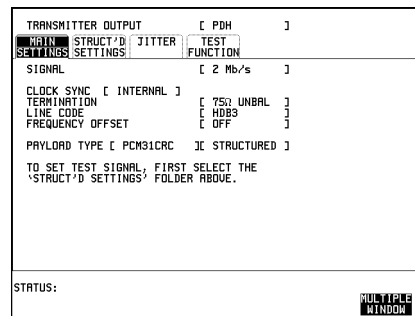 TRANSMITTER OUTPUT [ PDH ]
MAIN SETTINGS STRUCT'D SETTINGS JITTER TEST FUNCTION
SIGNAL [ 2 Mb/s ]
CLOCK SYNC [ INTERNAL ]
TERMINATION [ 75Ω UNBAL ]
LINE CODE [ HDB3 ]
FREQUENCY OFFSET [ OFF ]
PAYLOAD TYPE [ PCM31CRC ][ STRUCTURED ]
TO SET TEST SIGNAL, FIRST SELECT THE
'STRUCT'D SETTINGS' FOLDER ABOVE.
STATUS:
MULTIPLE
WINDOW